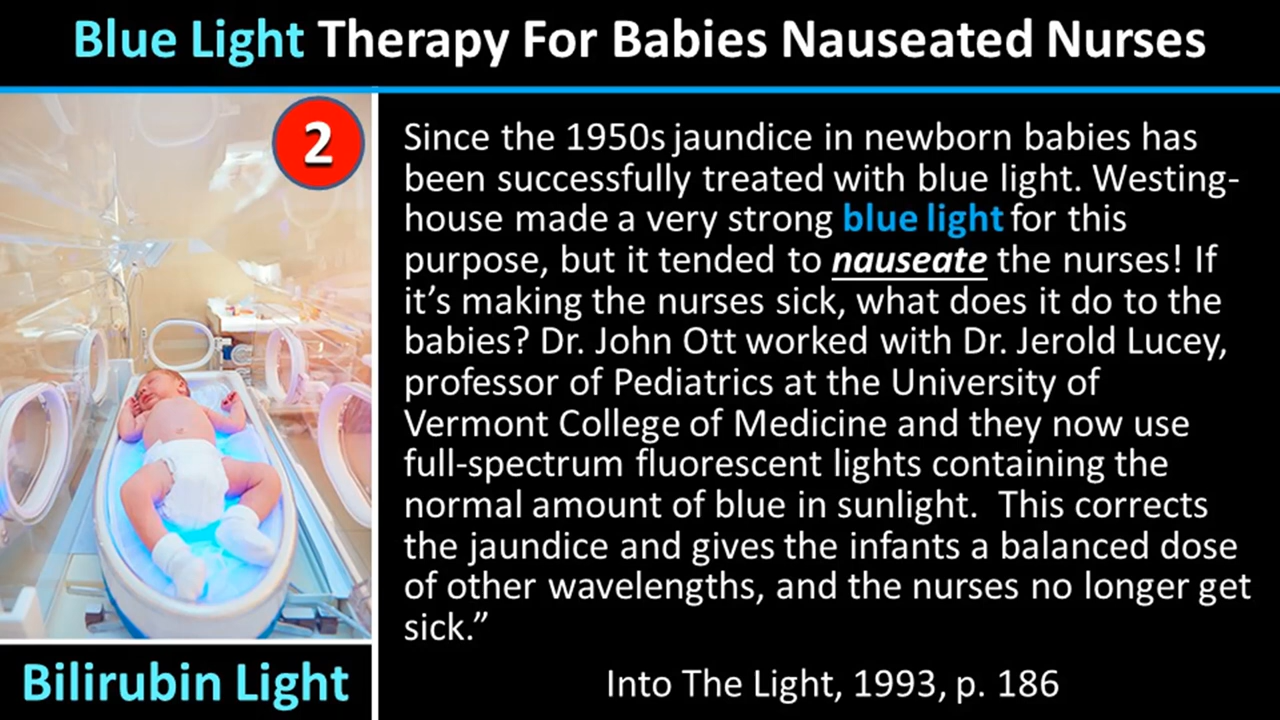 Blue Light Therapy For Babies Nauseated Nurses
2
Since the 1950s jaundice in newborn babies has
been successfully treated with blue light. Westing-
house made a very strong blue light for this
purpose, but it tended to nauseate the nurses! If
it’s making the nurses sick, what does it do to the
babies? Dr. John Ott worked with Dr. Jerold Lucey,
professor of Pediatrics at the University of
Vermont College of Medicine and they now use
full-spectrum fluorescent lights containing the
normal amount of blue in sunlight.  This corrects
the jaundice and gives the infants a balanced dose
of other wavelengths, and the nurses no longer get
sick.”
Into The Light, 1993, p. 186
Bilirubin Light